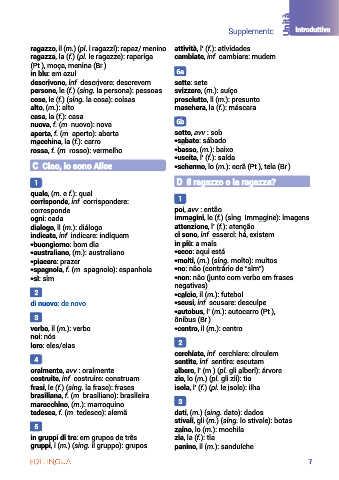 Supplemento
Unità
Introduttiva
ragazzo, il (m.) (pl. i ragazzi): rapaz/ menino
ragazza, la (f.) (pl. le ragazze): rapariga
(Pt ), moça, menina (Br )
in blu: em azul
descrivono, inf descrivere: descrevem
persone, le (f.) (sing. la persona): pessoas
cose, le (f.) (sing. la cosa): coisas
alto, (m.): alto
casa, la (f.): casa
nuova, f. (m nuovo): nova
aperta, f. (m aperto): aberta
macchina, la (f.): carro
rossa, f. (m rosso): vermelho
C Ciao, io sono Alice
1
quale, (m. e f.): qual
corrisponde, inf corrispondere:
corresponde
ogni: cada
dialogo, il (m.): diálogo
indicate, inf indicare: indiquem
•buongiorno: bom dia
•australiano, (m.): australiano
•piacere: prazer
•spagnola, f. (m spagnolo): espanhola
•sì: sim
2
di nuovo: de novo
3
verbo, il (m.): verbo
noi: nós
loro: eles/elas
4
oralmente, avv : oralmente
costruite, inf costruire: construam
frasi, le (f.) (sing. la frase): frases
brasiliana, f. (m brasiliano): brasileira
marocchino, (m.): marroquino
tedesca, f. (m. tedesco): alemã
5
in gruppi di tre: em grupos de três
gruppi, i (m.) (sing. il gruppo): grupos
attività, l' (f.): atividades
cambiate, inf cambiare: mudem
6a
sette: sete
svizzero, (m.): suíço
prosciutto, il (m.): presunto
maschera, la (f.): máscara
6b
sotto, avv : sob
•sabato: sábado
•basso, (m.): baixo
•uscita, l' (f.): saída
•schermo, lo (m.): ecrã (Pt ), tela (Br )
D Il ragazzo o la ragazza?
1
poi, avv : então
immagini, le (f.) (sing immagine): imagens
attenzione, l' (f.): atenção
ci sono, inf esserci: há, existem
in più: a mais
•ecco: aqui está
•molti, (m.) (sing. molto): muitos
•no: não (contrário de "sim")
•non: não (junto com verbo em frases
negativas)
•calcio, il (m.): futebol
•scusi, inf scusare: desculpe
•autobus, l' (m.): autocarro (Pt ),
ônibus (Br )
•centro, il (m.): centro
2
cerchiate, inf cerchiare: circulem
sentite, inf sentire: escutam
albero, l' (m ) (pl. gli alberi): árvore
zio, lo (m.) (pl. gli zii): tio
isola, l' (f.) (pl. le isole): ilha
3
dati, (m.) (sing. dato): dados
stivali, gli (m.) (sing. lo stivale): botas
zaino, lo (m.): mochila
zia, la (f.): tia
panino, il (m.): sanduíche
7